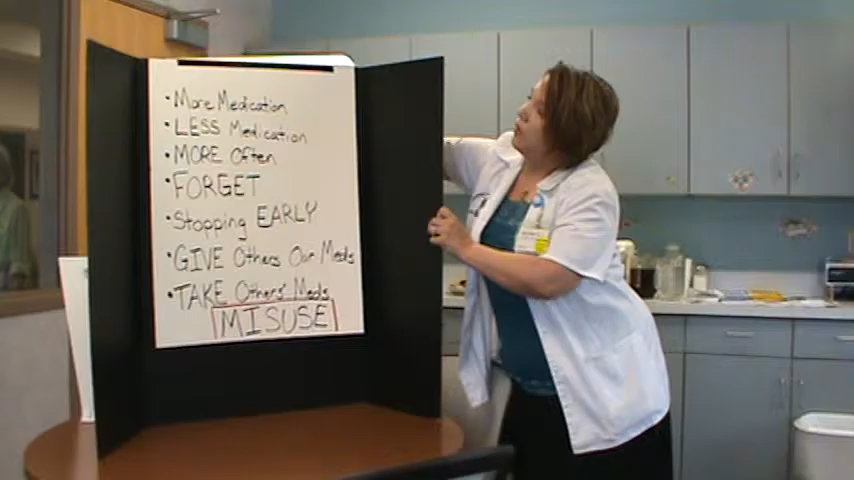 • More Medication
• LESS Medication
• MORE Often
• FORGET
• Stopping EARLY
• GIVE Others Our Meds
• TAKE Others' Meds
MISUSE